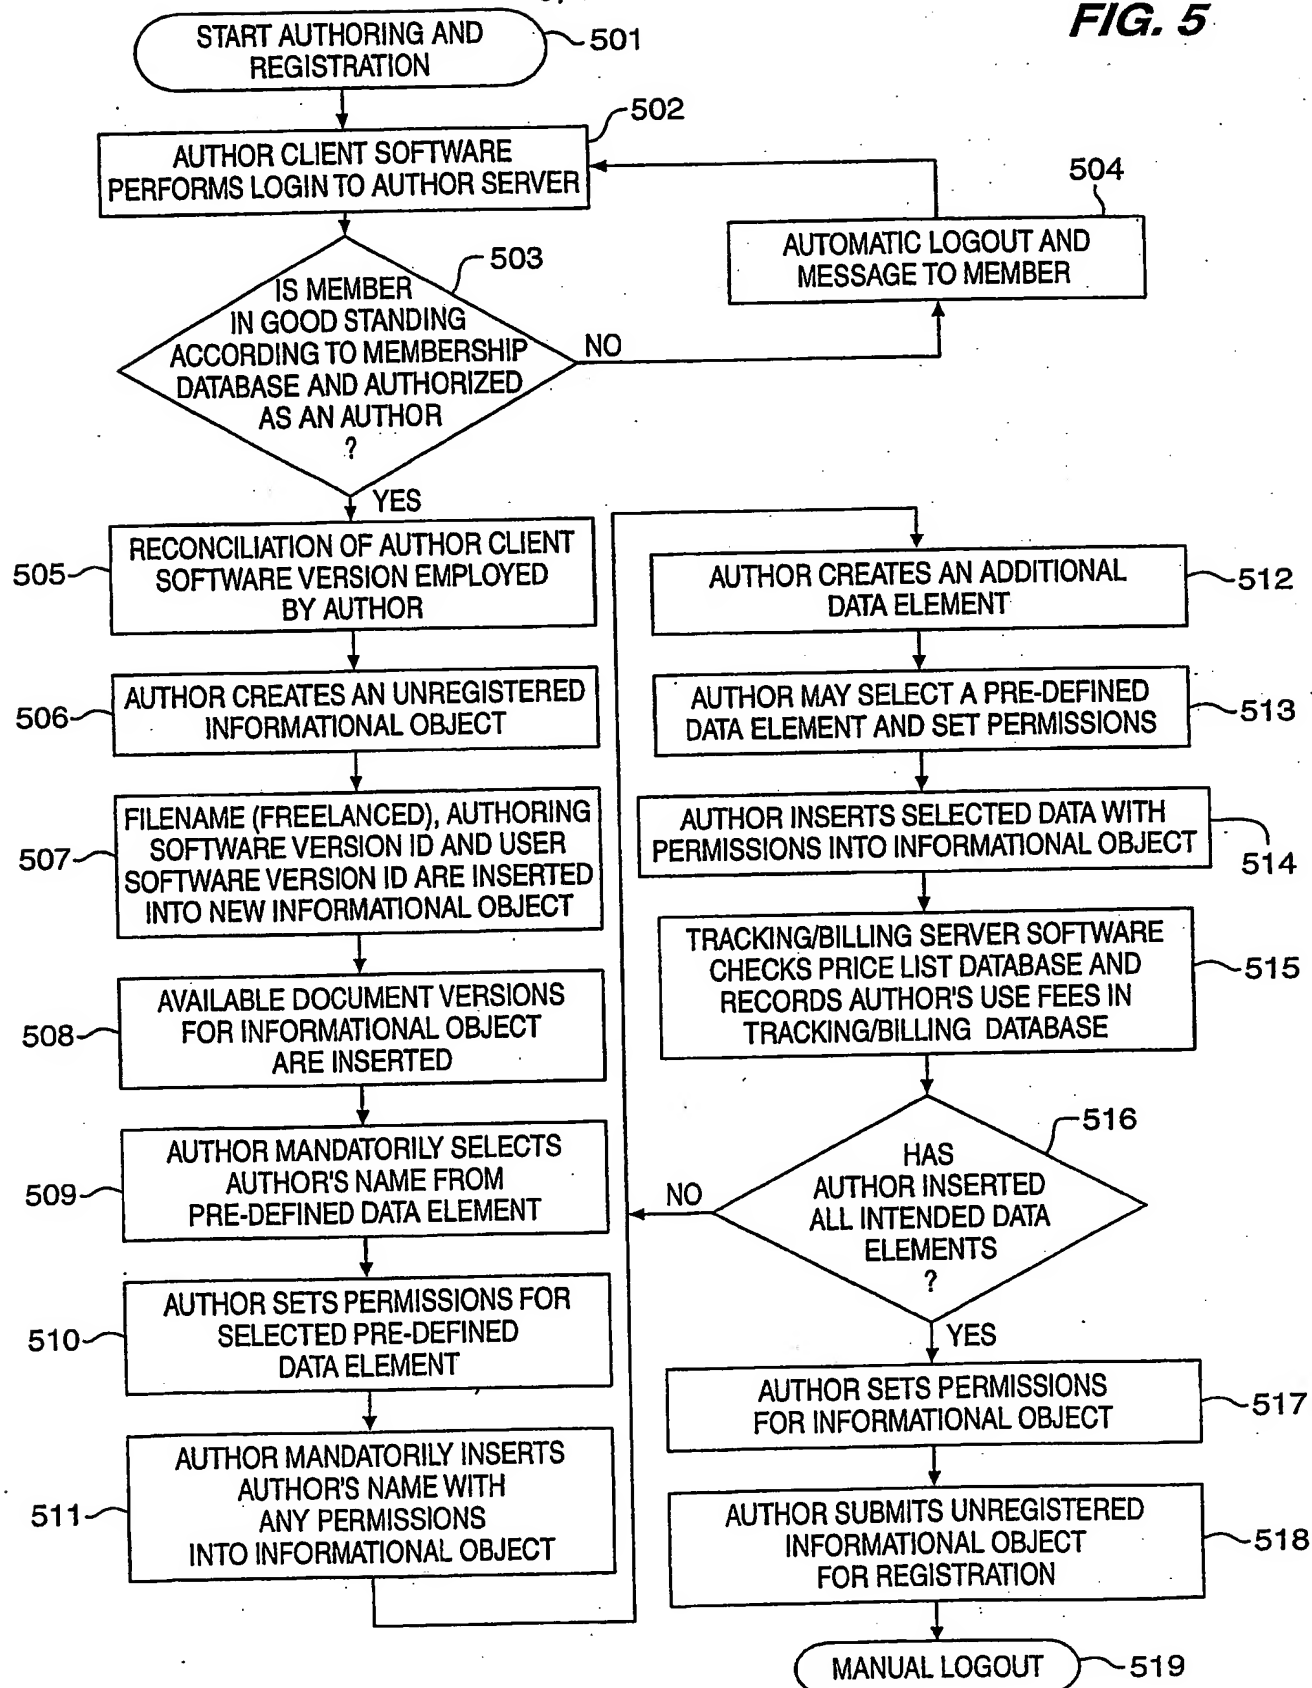 FIG. 5
START AUTHORING AND
REGISTRATION
501
502
AUTHOR CLIENT SOFTWARE
PERFORMS LOGIN TO AUTHOR SERVER
504
AUTOMATIC LOGOUT AND
MESSAGE TO MEMBER
503
IS MEMBER
IN GOOD STANDING
ACCORDING TO MEMBERSHIP
DATABASE AND AUTHORIZED
AS AN AUTHOR
?
NO
YES
505
RECONCILIATION OF AUTHOR CLIENT
SOFTWARE VERSION EMPLOYED
BY AUTHOR
506
AUTHOR CREATES AN UNREGISTERED
INFORMATIONAL OBJECT
507
FILENAME (FREELANCED), AUTHORING
SOFTWARE VERSION ID AND USER
SOFTWARE VERSION ID ARE INSERTED
INTO NEW INFORMATIONAL OBJECT
508
AVAILABLE DOCUMENT VERSIONS
FOR INFORMATIONAL OBJECT
ARE INSERTED
509
AUTHOR MANDATORILY SELECTS
AUTHOR'S NAME FROM
PRE-DEFINED DATA ELEMENT
510
AUTHOR SETS PERMISSIONS FOR
SELECTED PRE-DEFINED
DATA ELEMENT
511
AUTHOR MANDATORILY INSERTS
AUTHOR'S NAME WITH
ANY PERMISSIONS
INTO INFORMATIONAL OBJECT
AUTHOR CREATES AN ADDITIONAL
DATA ELEMENT
512
AUTHOR MAY SELECT A PRE-DEFINED
DATA ELEMENT AND SET PERMISSIONS
513
AUTHOR INSERTS SELECTED DATA WITH
PERMISSIONS INTO INFORMATIONAL OBJECT
514
TRACKING/BILLING SERVER SOFTWARE
CHECKS PRICE LIST DATABASE AND
RECORDS AUTHOR'S USE FEES IN
TRACKING/BILLING DATABASE
515
516
HAS
AUTHOR INSERTED
ALL INTENDED DATA
ELEMENTS
?
NO
YES
AUTHOR SETS PERMISSIONS
FOR INFORMATIONAL OBJECT
517
AUTHOR SUBMITS UNREGISTERED
INFORMATIONAL OBJECT
FOR REGISTRATION
518
MANUAL LOGOUT
519